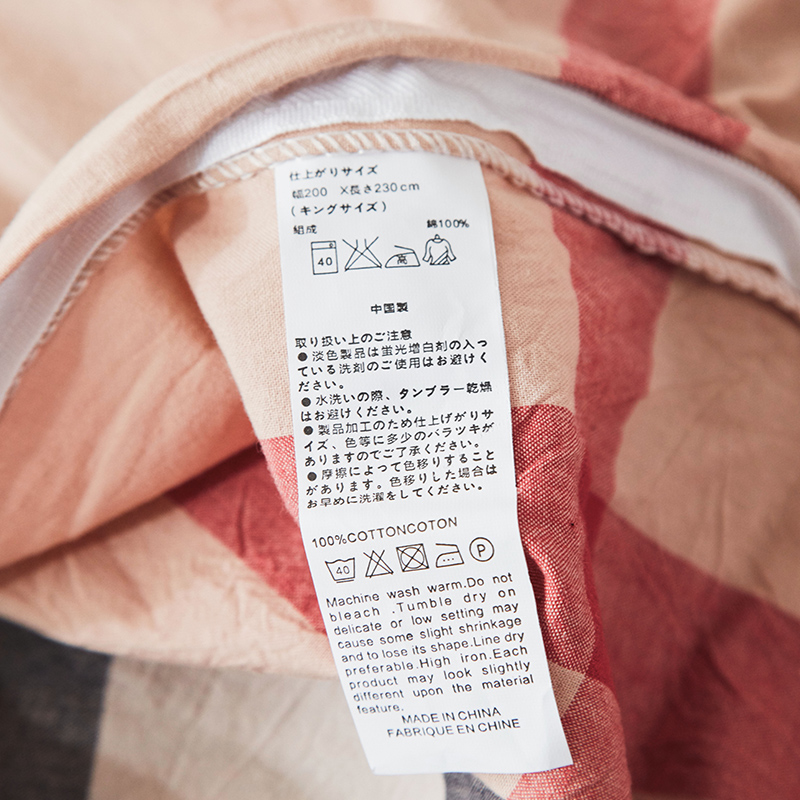 仕上がりサイズ
幅200 X長さ230cm
(キングサイズ)
組成 綿100%
40 高
中国製
取り扱い上のご注意
●淡色製品は蛍光増白剤の入っ
ている洗剤のご使用はお避けく
ださい。
●水洗いの際、タンブラー乾燥
はお避けください。
●製品加工のため仕上げがりサ
イズ、色等に多少のバラツキが
ありますのでご了承ください。
●摩擦によって色移りすること
があります。色移りした場合は
お早めに洗濯をしてください。
100%COTTONCOTON
40 P
Machine wash warm.Do not
bleach .Tumble dry on
delicate or low setting may
cause some slight shrinkage
and to lose its shape.Line dry
preferable.High iron.Each
product may look slightly
different upon the material
feature.
MADE IN CHINA
FABRIQUE EN CHINE